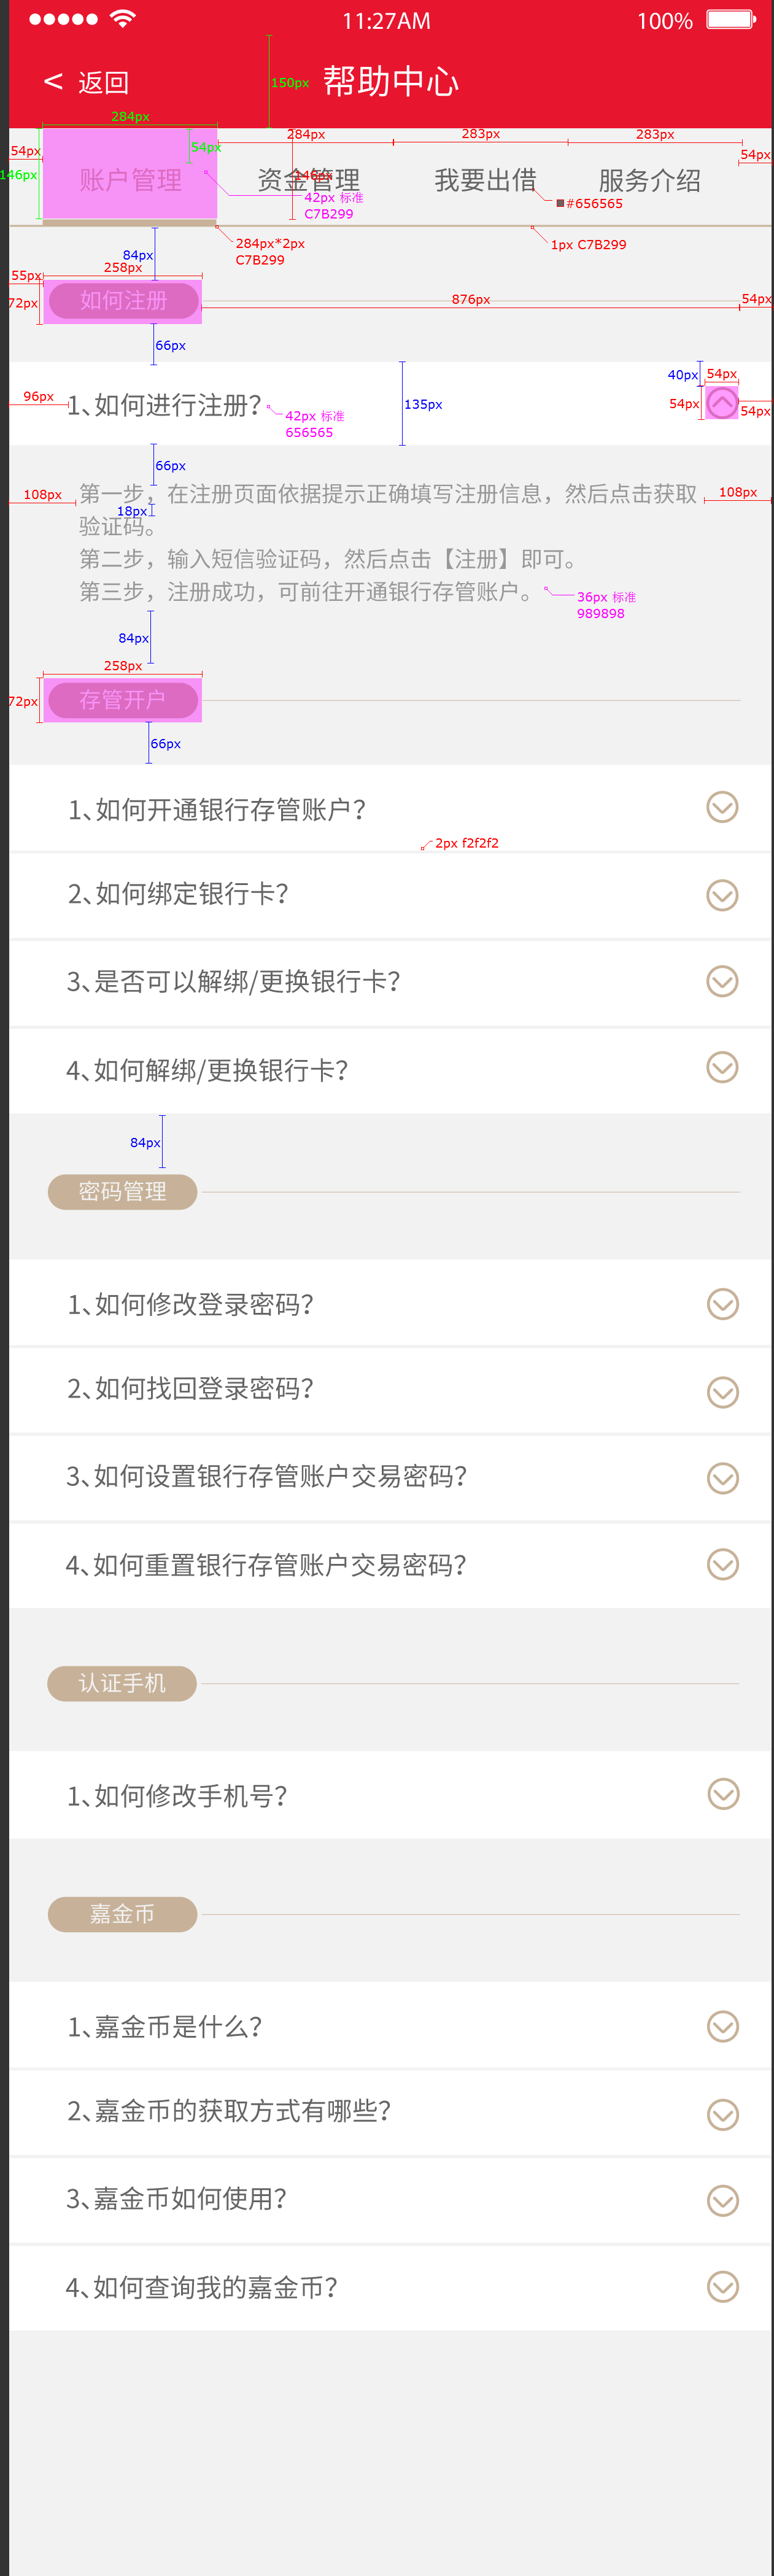 11:27AM 100%
< 返回 帮助中心
150px
284px
284px 283px 283px
54px 54px 54px
146px 146px
账户管理 资金管理 我要出借 服务介绍
42px 标准
C7B299
#656565
284px*2px
C7B299
1px C7B299
84px
258px
55px
72px 如何注册 876px 54px
66px
40px 54px
96px 1、如何进行注册? 135px 54px 54px
42px 标准
656565
66px
108px 108px
第一步，在注册页面依据提示正确填写注册信息，然后点击获取
18px
验证码。
第二步，输入短信验证码，然后点击【注册】即可。
第三步，注册成功，可前往开通银行存管账户。
36px 标准
989898
84px
258px
72px 存管开户
66px
1、如何开通银行存管账户?
2px f2f2f2
2、如何绑定银行卡?
3、是否可以解绑/更换银行卡?
4、如何解绑/更换银行卡?
84px
密码管理
1、如何修改登录密码?
2、如何找回登录密码?
3、如何设置银行存管账户交易密码?
4、如何重置银行存管账户交易密码?
认证手机
1、如何修改手机号?
嘉金币
1、嘉金币是什么?
2、嘉金币的获取方式有哪些?
3、嘉金币如何使用?
4、如何查询我的嘉金币?